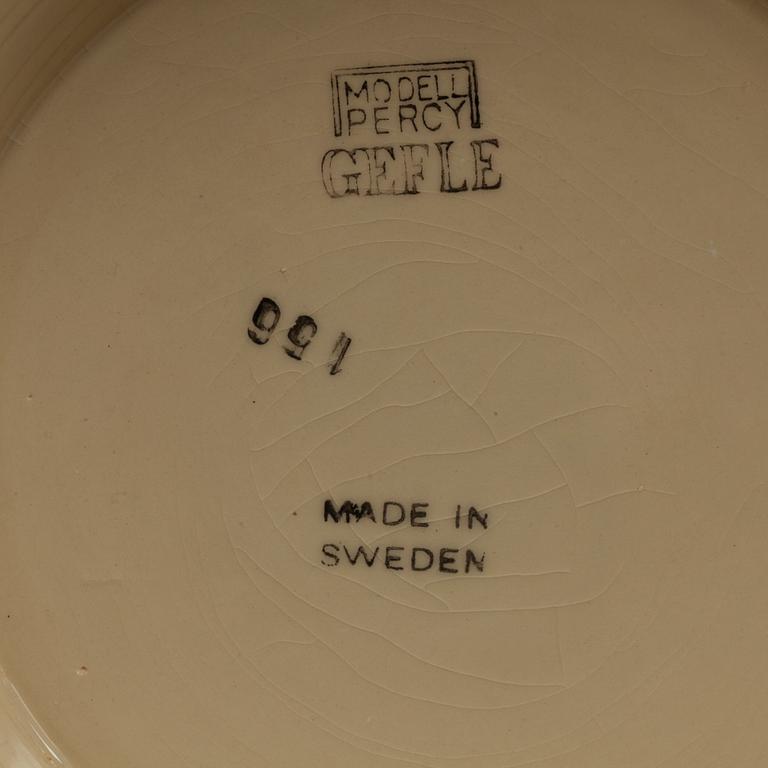 MODELL
PERCY
GEFLE
156
MADE IN
SWEDEN